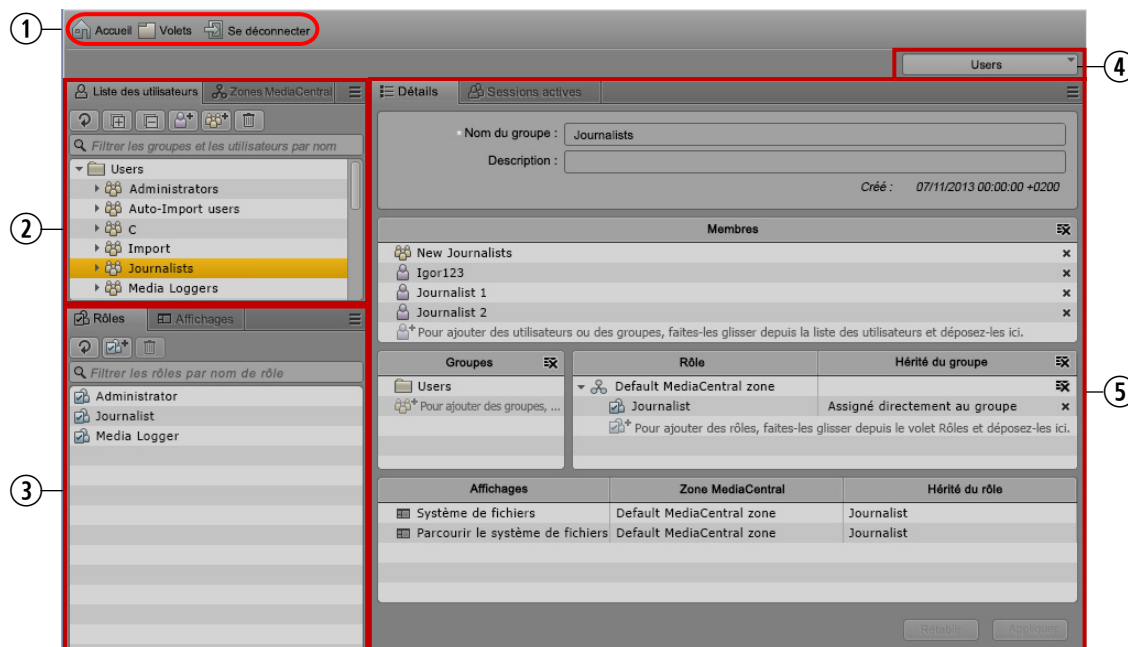 1
Accueil Volets Se déconnecter
Users
4
Liste des utilisateurs Zones MediaCentral
Filtrer les groupes et les utilisateurs par nom
Users
Administrators
Auto-Import users
2
C
Import
Journalists
Media Loggers
Rôles Affichages
Filtrer les rôles par nom de rôle
Administrator
Journalist
Media Logger
3
Détails Sessions actives
* Nom du groupe : Journalists
Description :
Créé : 07/11/2013 00:00:00 +0200
Membres
New Journalists
Igor123
Journalist 1
Journalist 2
Pour ajouter des utilisateurs ou des groupes, faites-les glisser depuis la liste des utilisateurs et déposez-les ici.
Groupes
Users
Pour ajouter des groupes, ...
Rôle Hérité du groupe
Default MediaCentral zone
Journalist Assigné directement au groupe
Pour ajouter des rôles, faites-les glisser depuis le volet Rôles et déposez-les ici.
5
Affichages Zone MediaCentral Hérité du rôle
Système de fichiers Default MediaCentral zone Journalist
Parcourir le système de fichiers Default MediaCentral zone Journalist
Rétablir Appliquer